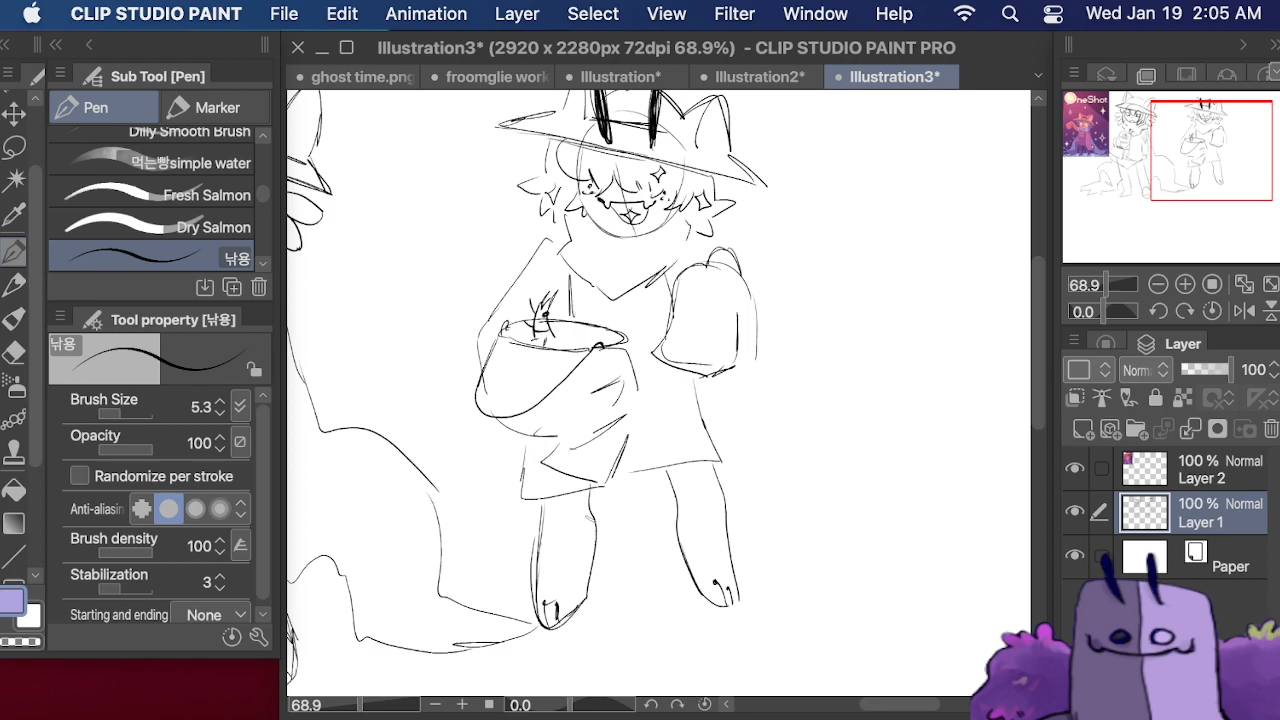 CLIP STUDIO PAINT File Edit Animation Layer Select View Filter Window Help Wed Jan 19 2:05 AM
Illustration3* (2920 x 2280px 72dpi 68.9%) - CLIP STUDIO PAINT PRO
Sub Tool [Pen]
ghost time.png
froomglie work
Illustration*
Illustration2*
Illustration3*
Pen
Marker
Dilly Smooth Brush
먹는빵simple water
Fresh Salmon
Dry Salmon
낚용
Tool property [낚용]
낚용
Brush Size
5.3
Opacity
100
Randomize per stroke
Anti-aliasin
Brush density
100
Stabilization
3
Starting and ending
None
68.9
0.0
OneShot
68.9
0.0
Layer
Norm
100
100 % Normal
Layer 2
100 % Normal
Layer 1
Paper